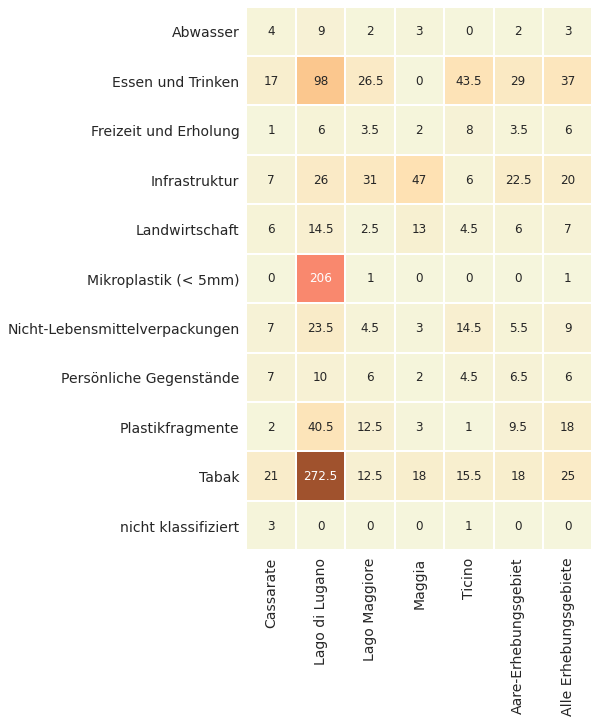 Abwasser 4 9 2 3 0 2 3
Essen und Trinken 17 98 26.5 0 43.5 29 37
Freizeit und Erholung 1 6 3.5 2 8 3.5 6
Infrastruktur 7 26 31 47 6 22.5 20
Landwirtschaft 6 14.5 2.5 13 4.5 6 7
Mikroplastik (< 5mm) 0 206 1 0 0 0 1
Nicht-Lebensmittelverpackungen 7 23.5 4.5 3 14.5 5.5 9
Persönliche Gegenstände 7 10 6 2 4.5 6.5 6
Plastikfragmente 2 40.5 12.5 3 1 9.5 18
Tabak 21 272.5 12.5 18 15.5 18 25
nicht klassifiziert 3 0 0 0 1 0 0
Cassarate
Lago di Lugano
Lago Maggiore
Maggia
Ticino
Aare-Erhebungsgebiet
Alle Erhebungsgebiete